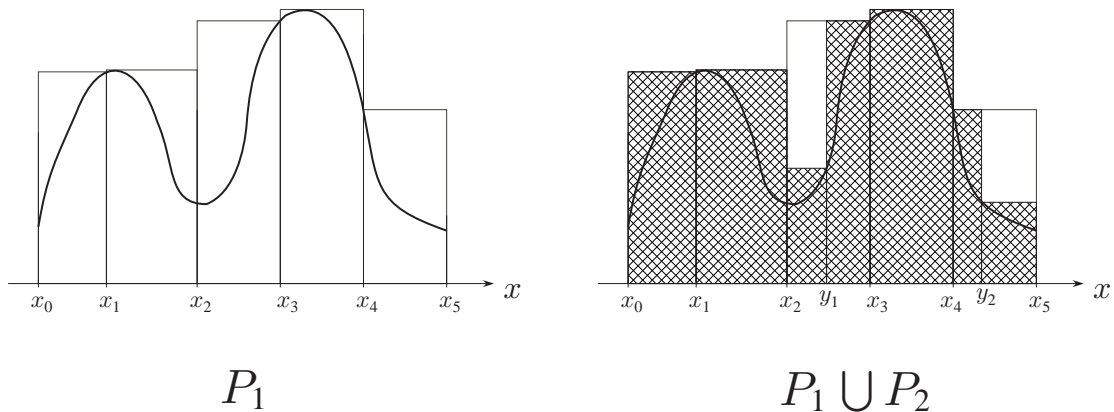 x₀ x₁ x₂ x₃ x₄ x₅ x
x₀ x₁ x₂ y₁ x₃ x₄ y₂ x₅ x
P₁
P₁ ⋃ P₂